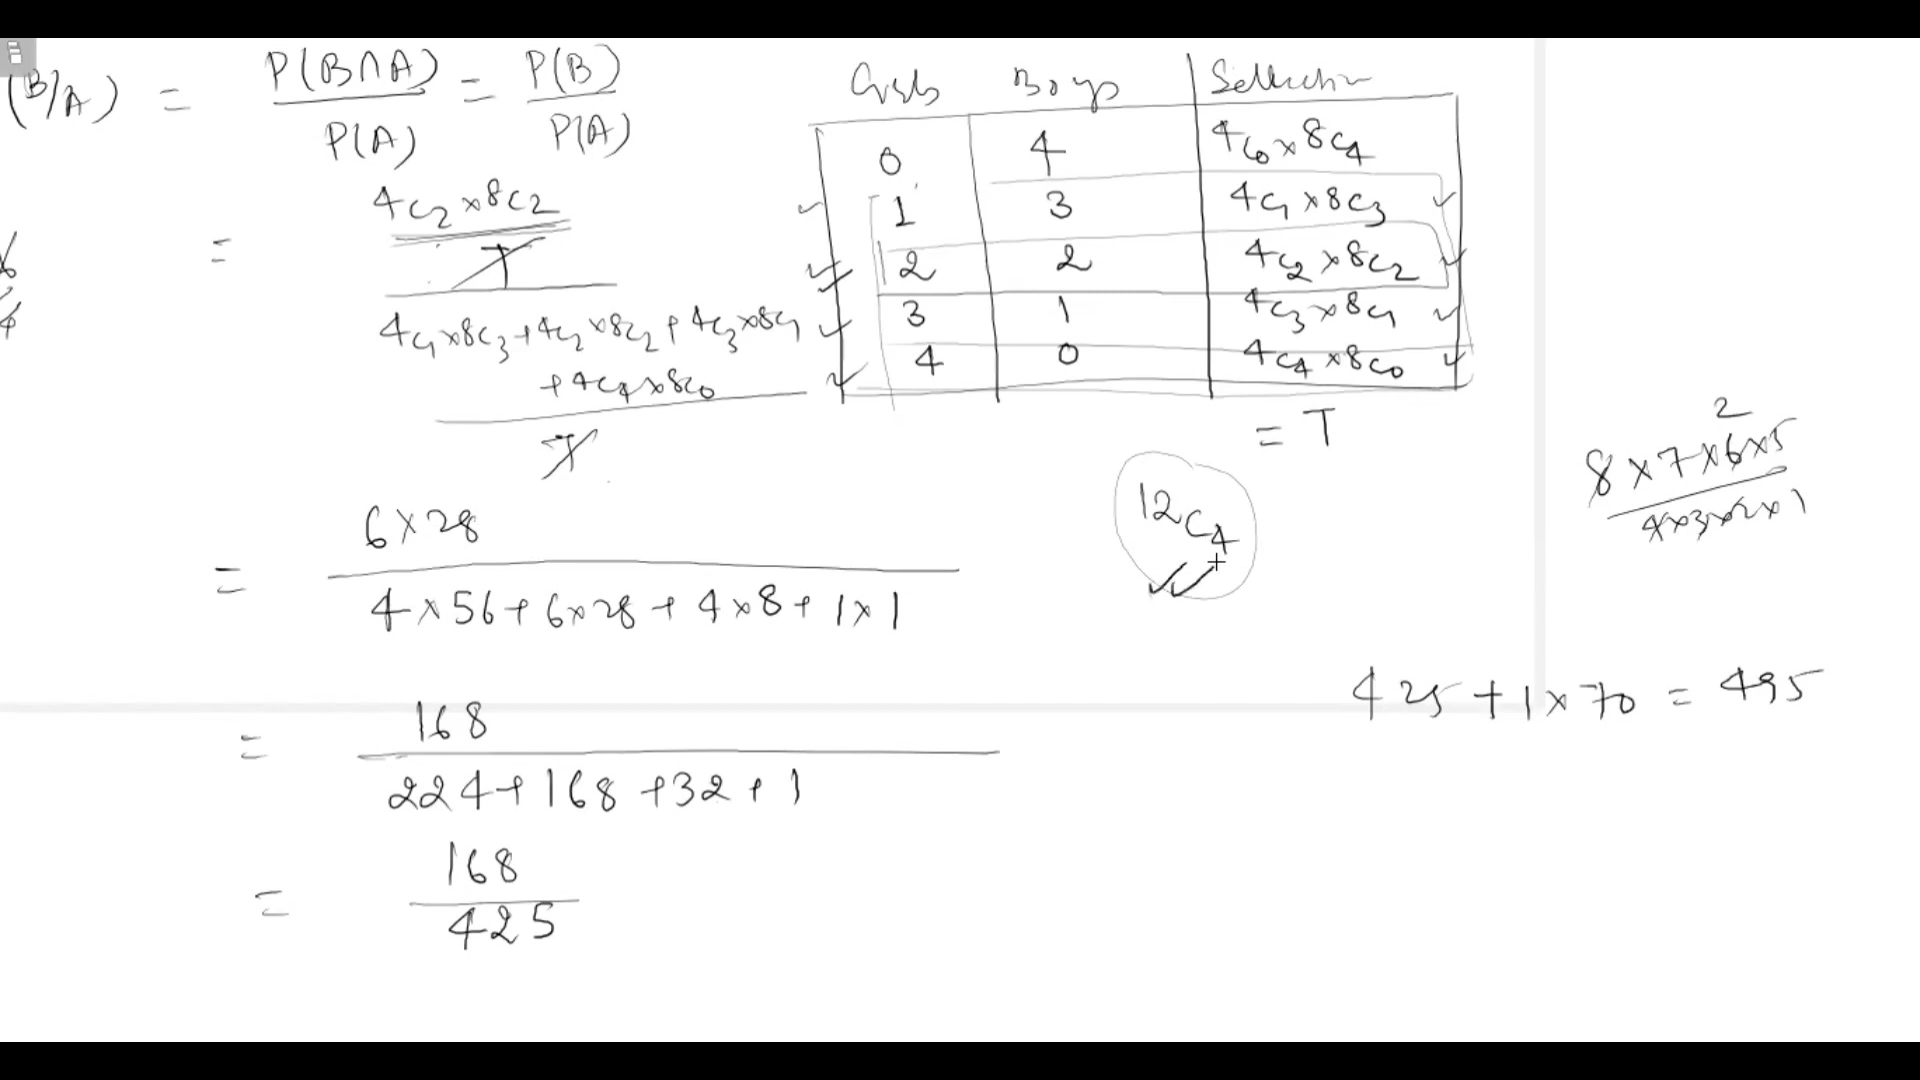 (B/A) = P(B∩A) / P(A) = P(B) / P(A)
= 4C2×8C2 / T
4C1×8C3+4C2×8C2+4C3×8C1
+4C4×8C0
T
= 6×28 / 4×56+6×28+4×8+1×1
= 168 / 224+168+32+1
= 168 / 425
Girls Boys Selection
0 4 4C0×8C4
1 3 4C1×8C3
2 2 4C2×8C2
3 1 4C3×8C1
4 0 4C4×8C0
= T
12C4
2
8×7×6×5
4×3×2×1
425+1×70=495